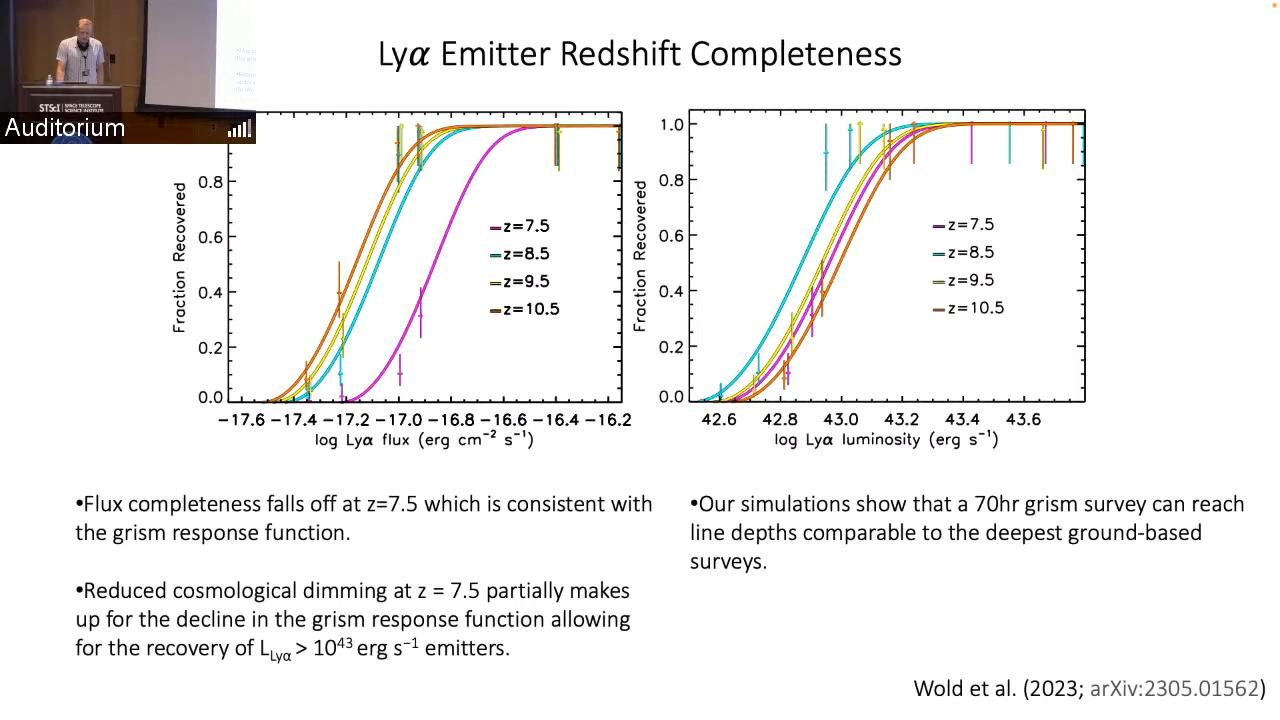 Lyα Emitter Redshift Completeness
STScI | SPACE TELESCOPE
SCIENCE INSTITUTE
Auditorium
Fraction Recovered
0.8
0.6
0.4
0.2
0.0
z=7.5
z=8.5
z=9.5
z=10.5
−17.6 −17.4 −17.2 −17.0 −16.8 −16.6 −16.4 −16.2
log Lyα flux (erg cm⁻² s⁻¹)
Fraction Recovered
1.0
0.8
0.6
0.4
0.2
0.0
z=7.5
z=8.5
z=9.5
z=10.5
42.6 42.8 43.0 43.2 43.4 43.6
log Lyα luminosity (erg s⁻¹)
•Flux completeness falls off at z=7.5 which is consistent with
the grism response function.
•Reduced cosmological dimming at z = 7.5 partially makes
up for the decline in the grism response function allowing
for the recovery of L_Lyα > 10⁴³ erg s⁻¹ emitters.
•Our simulations show that a 70hr grism survey can reach
line depths comparable to the deepest ground-based
surveys.
Wold et al. (2023; arXiv:2305.01562)